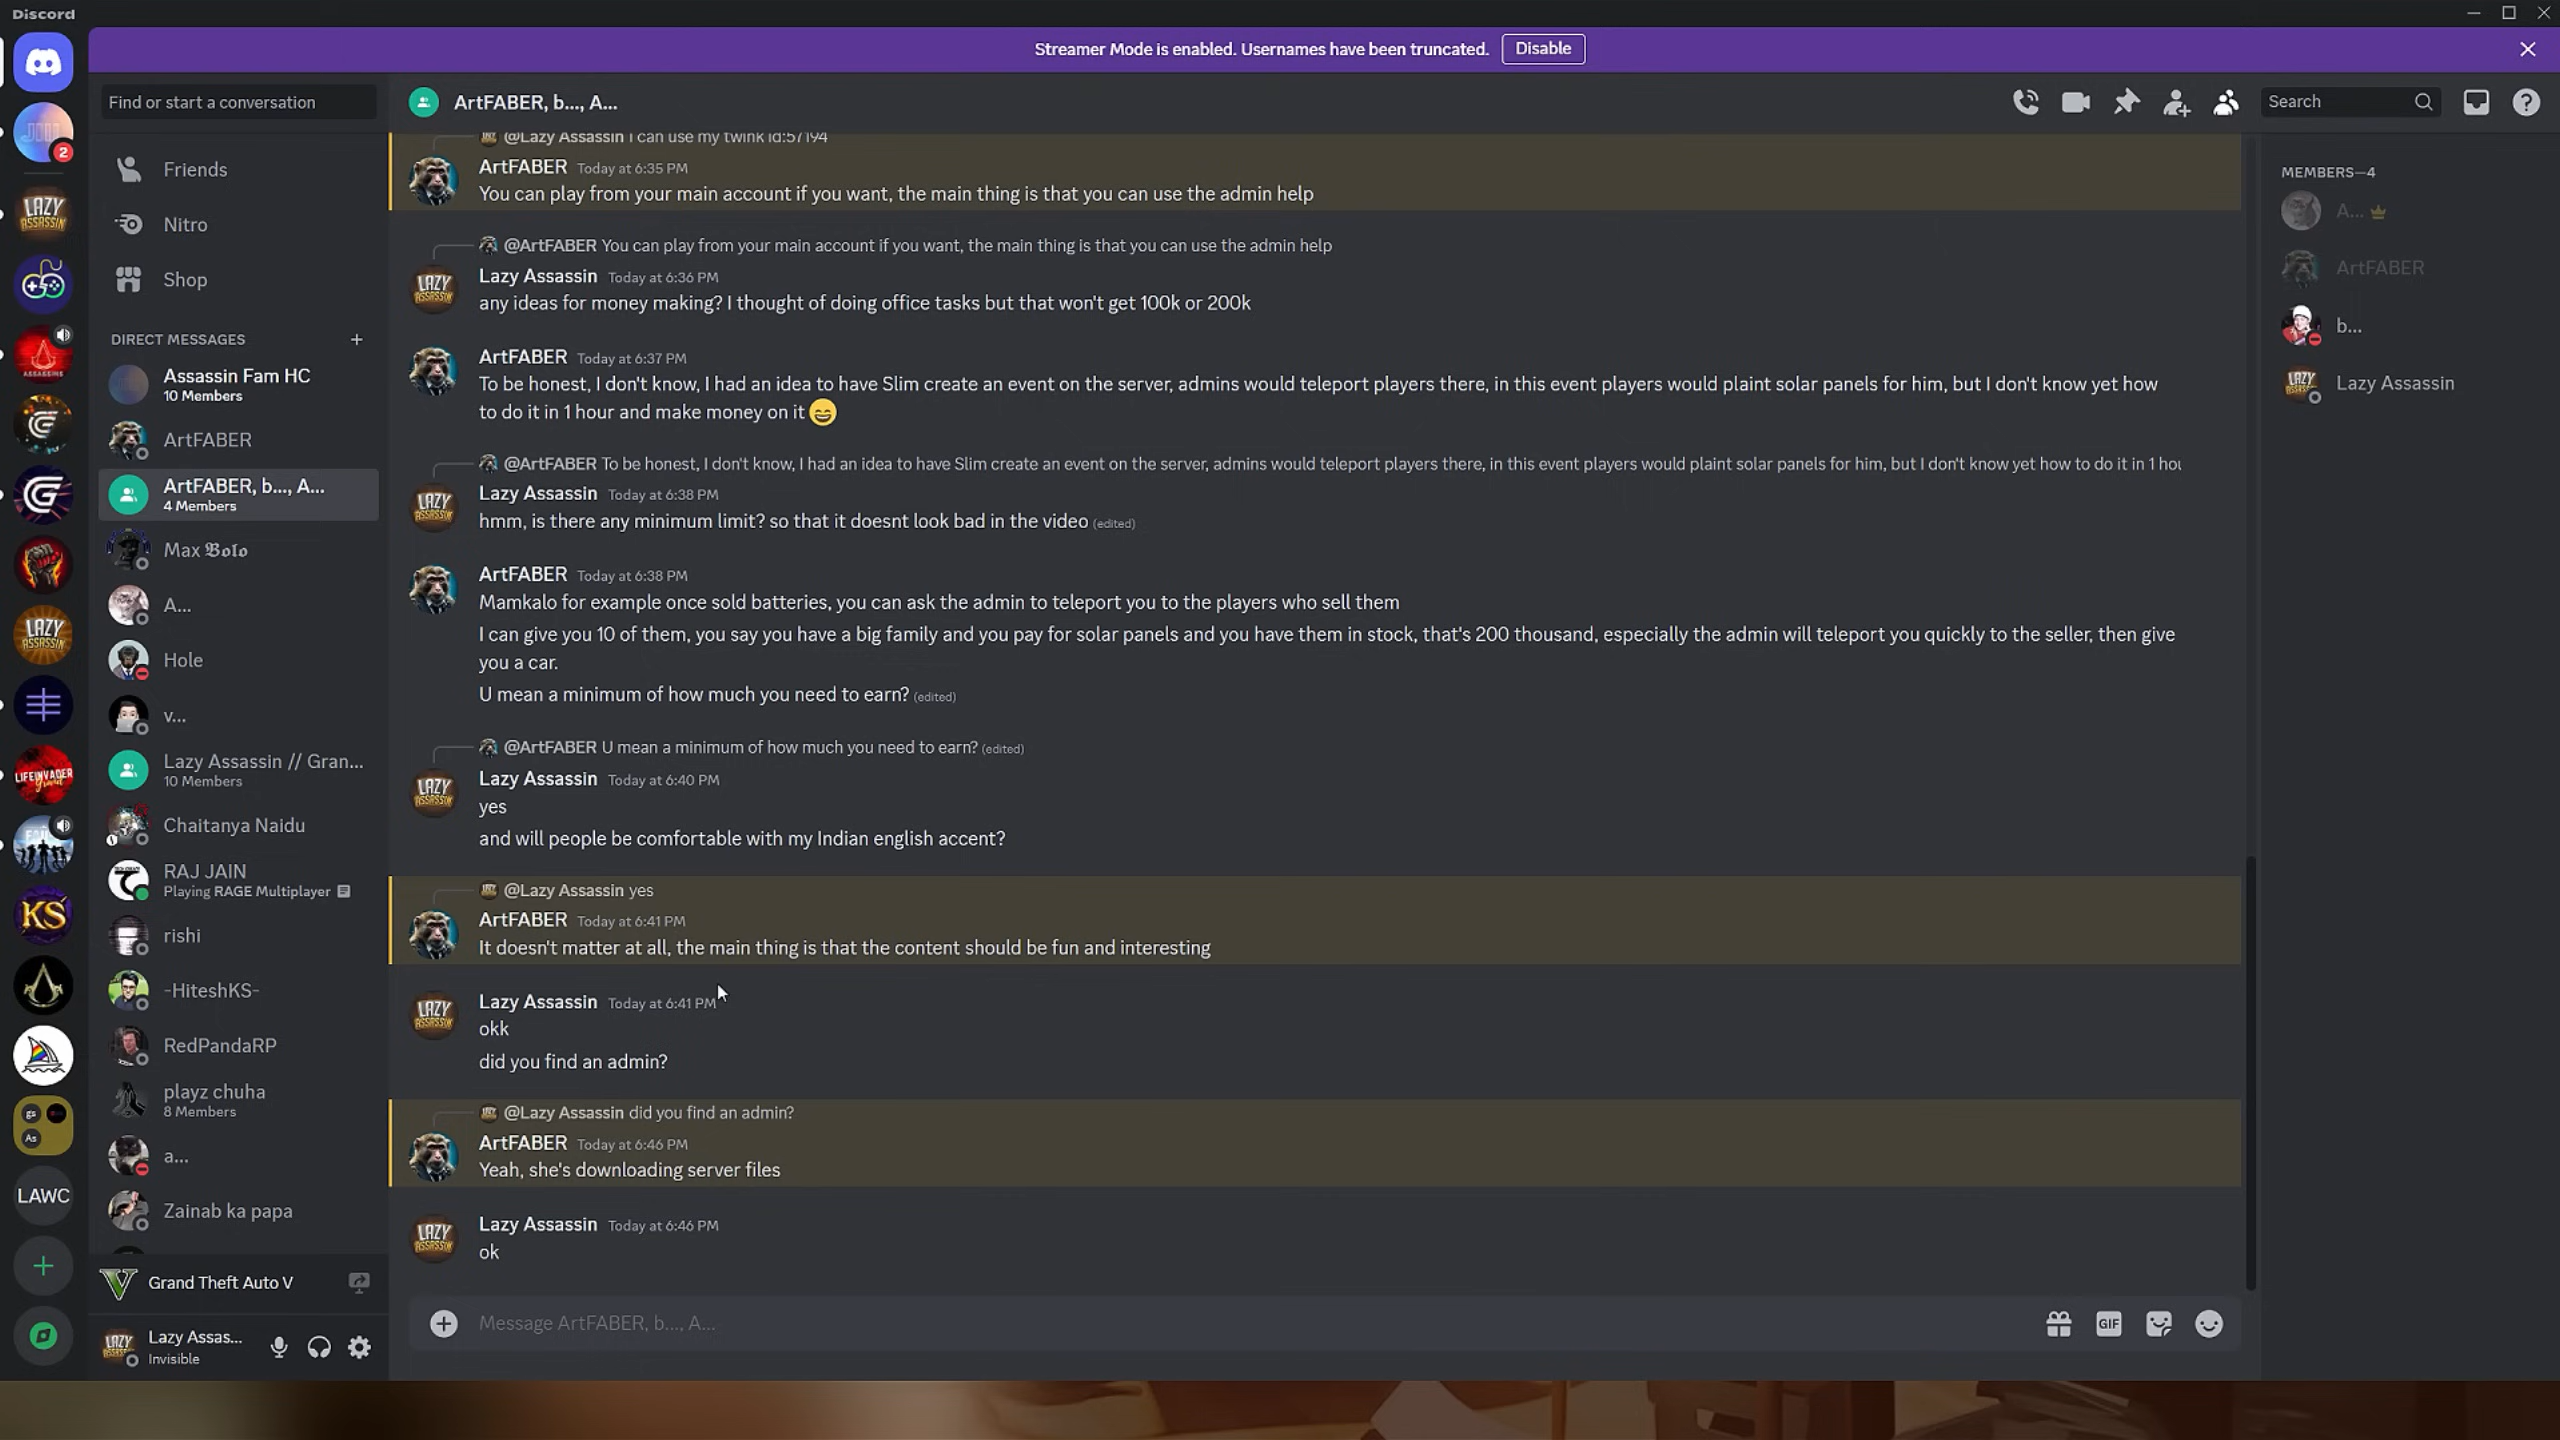 Discord
Streamer Mode is enabled. Usernames have been truncated.
Disable
Find or start a conversation
ArtFABER, b..., A...
Search
2
LAZY ASSASSIN
ASSASSINS
LAZY ASSASSIN
LIFEINVADER
KS
gs
As
LAWC
Friends
Nitro
Shop
DIRECT MESSAGES
Assassin Fam HC
10 Members
ArtFABER
ArtFABER, b..., A...
4 Members
Max 𝕭𝖔𝖑𝖔
A...
Hole
v...
Lazy Assassin // Gran...
10 Members
Chaitanya Naidu
RAJ JAIN
Playing RAGE Multiplayer
rishi
-HiteshKS-
RedPandaRP
playz chuha
8 Members
a...
Zainab ka papa
Grand Theft Auto V
Lazy Assas...
Invisible
@Lazy Assassin i can use my twink id:57194
ArtFABER Today at 6:35 PM
You can play from your main account if you want, the main thing is that you can use the admin help
@ArtFABER You can play from your main account if you want, the main thing is that you can use the admin help
Lazy Assassin Today at 6:36 PM
any ideas for money making? I thought of doing office tasks but that won't get 100k or 200k
ArtFABER Today at 6:37 PM
To be honest, I don't know, I had an idea to have Slim create an event on the server, admins would teleport players there, in this event players would plaint solar panels for him, but I don't know yet how
to do it in 1 hour and make money on it 😄
@ArtFABER To be honest, I don't know, I had an idea to have Slim create an event on the server, admins would teleport players there, in this event players would plaint solar panels for him, but I don't know yet how to do it in 1 hou
Lazy Assassin Today at 6:38 PM
hmm, is there any minimum limit? so that it doesnt look bad in the video (edited)
ArtFABER Today at 6:38 PM
Mamkalo for example once sold batteries, you can ask the admin to teleport you to the players who sell them
I can give you 10 of them, you say you have a big family and you pay for solar panels and you have them in stock, that's 200 thousand, especially the admin will teleport you quickly to the seller, then give
you a car.
U mean a minimum of how much you need to earn? (edited)
@ArtFABER U mean a minimum of how much you need to earn? (edited)
Lazy Assassin Today at 6:40 PM
yes
and will people be comfortable with my Indian english accent?
@Lazy Assassin yes
ArtFABER Today at 6:41 PM
It doesn't matter at all, the main thing is that the content should be fun and interesting
Lazy Assassin Today at 6:41 PM
okk
did you find an admin?
@Lazy Assassin did you find an admin?
ArtFABER Today at 6:46 PM
Yeah, she's downloading server files
Lazy Assassin Today at 6:46 PM
ok
Message ArtFABER, b..., A...
GIF
MEMBERS—4
A...
ArtFABER
b...
Lazy Assassin